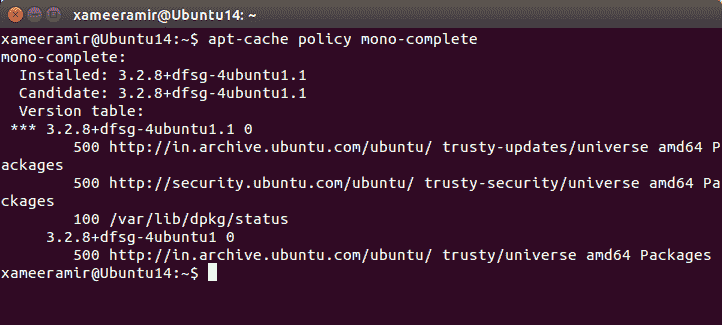 xameeramir@Ubuntu14: ~
xameeramir@Ubuntu14:~$ apt-cache policy mono-complete
mono-complete:
  Installed: 3.2.8+dfsg-4ubuntu1.1
  Candidate: 3.2.8+dfsg-4ubuntu1.1
  Version table:
 *** 3.2.8+dfsg-4ubuntu1.1 0
        500 http://in.archive.ubuntu.com/ubuntu/ trusty-updates/universe amd64 P
ackages
        500 http://security.ubuntu.com/ubuntu/ trusty-security/universe amd64 Pa
ckages
        100 /var/lib/dpkg/status
     3.2.8+dfsg-4ubuntu1 0
        500 http://in.archive.ubuntu.com/ubuntu/ trusty/universe amd64 Packages
xameeramir@Ubuntu14:~$